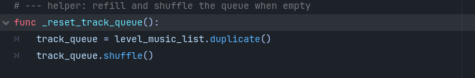 # --- helper: refill and shuffle the queue when empty
func _reset_track_queue():
track_queue = level_music_list.duplicate()
track_queue.shuffle()